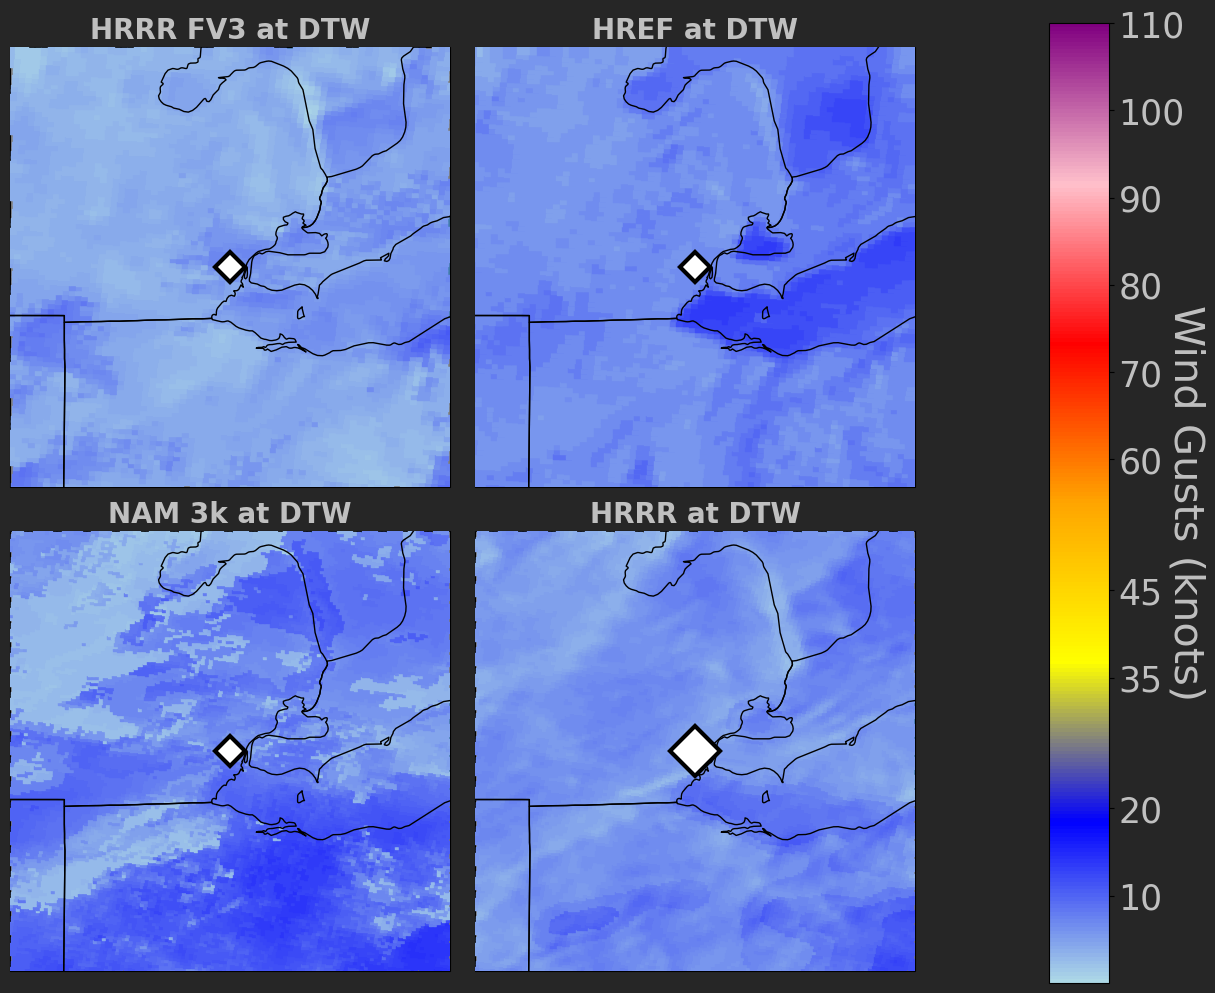 HRRR FV3 at DTW
HREF at DTW
NAM 3k at DTW
HRRR at DTW
110
100
90
80
70
60
45
35
20
10
Wind Gusts (knots)